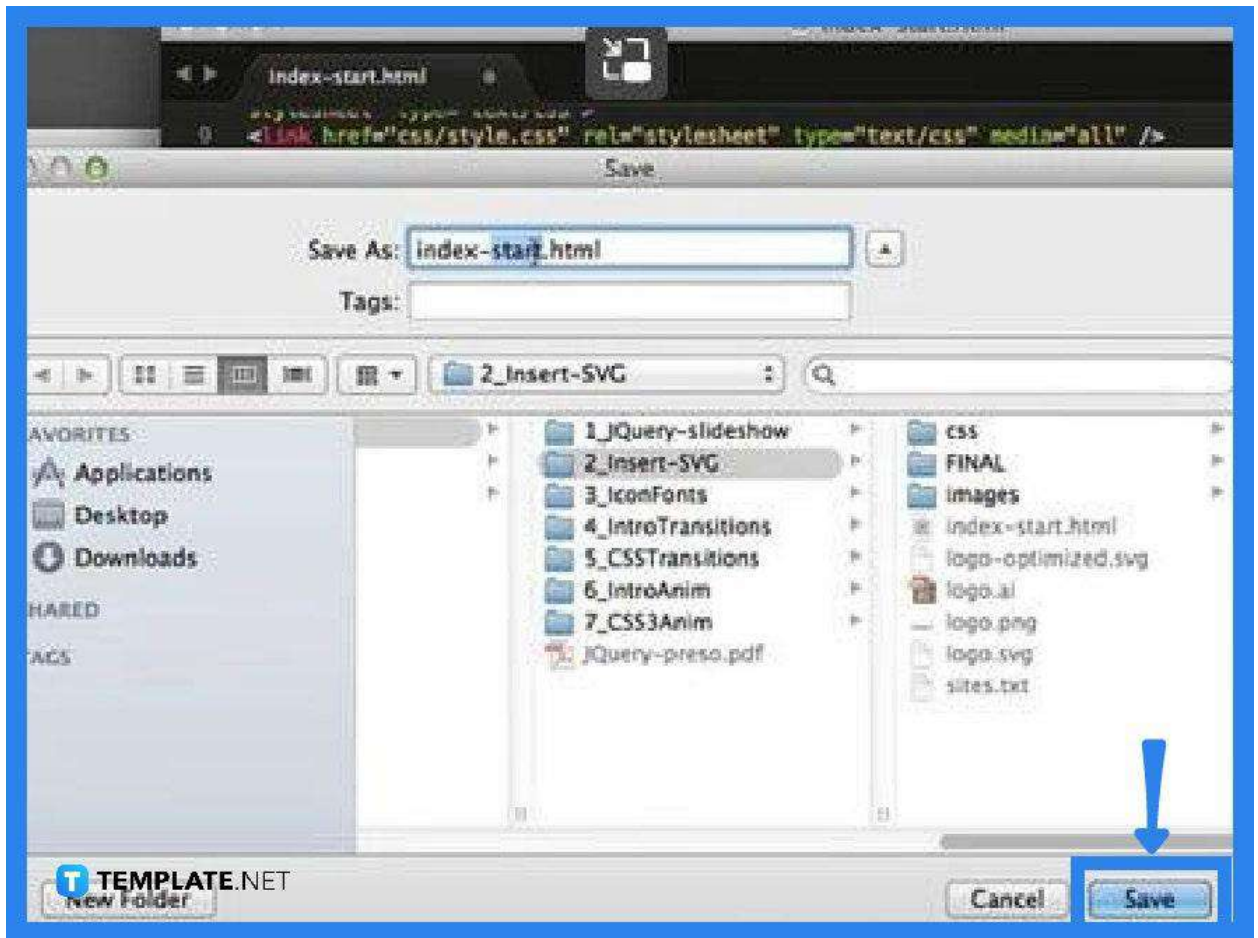 index-start.html
9 <link href="css/style.css" rel="stylesheet" type="text/css" media="all" />
Save
Save As: index-start.html
Tags:
2_Insert-SVG
AVORITES
Applications
Desktop
Downloads
HARED
AGS
1_JQuery-slideshow
2_Insert-SVG
3_IconFonts
4_IntroTransitions
5_CSSTransitions
6_IntroAnim
7_CSS3Anim
JQuery-preso.pdf
css
FINAL
images
index-start.html
logo-optimized.svg
logo.ai
logo.png
logo.svg
sites.txt
T TEMPLATE.NET
New Folder
Cancel
Save